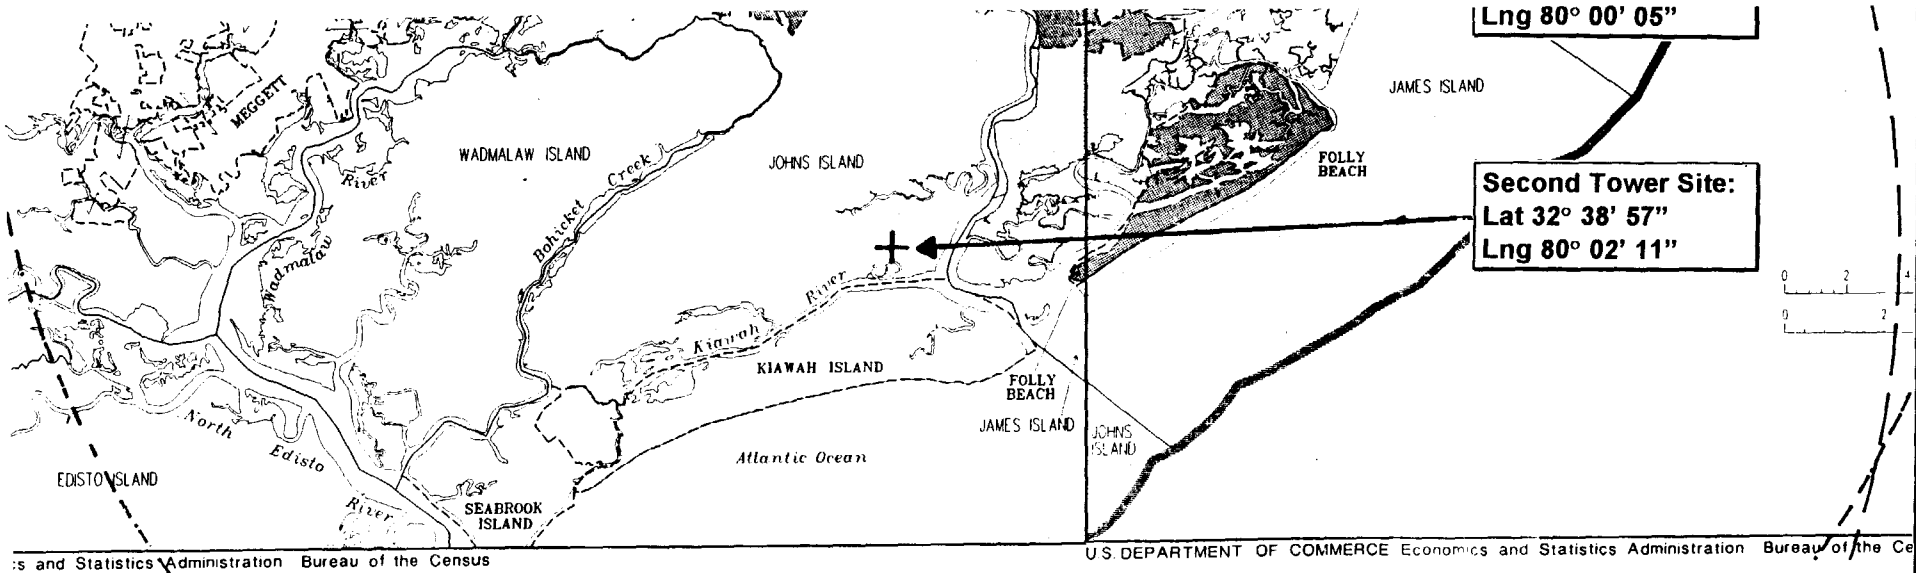 Lng 80° 00' 05"
JAMES ISLAND
MEGGETT
WADMALAW ISLAND
JOHNS ISLAND
FOLLY
BEACH
River
Bohicket Creek
Second Tower Site:
Lat 32° 38' 57"
Lng 80° 02' 11"
Wadmalaw
River
Kiawah
KIAWAH ISLAND
0 2 4
0 2
FOLLY
BEACH
JAMES ISLAND
JOHNS
ISLAND
North
Edisto
River
Atlantic Ocean
EDISTO ISLAND
SEABROOK
ISLAND
:s and Statistics Administration Bureau of the Census
U.S. DEPARTMENT OF COMMERCE Economics and Statistics Administration Bureau of the Ce